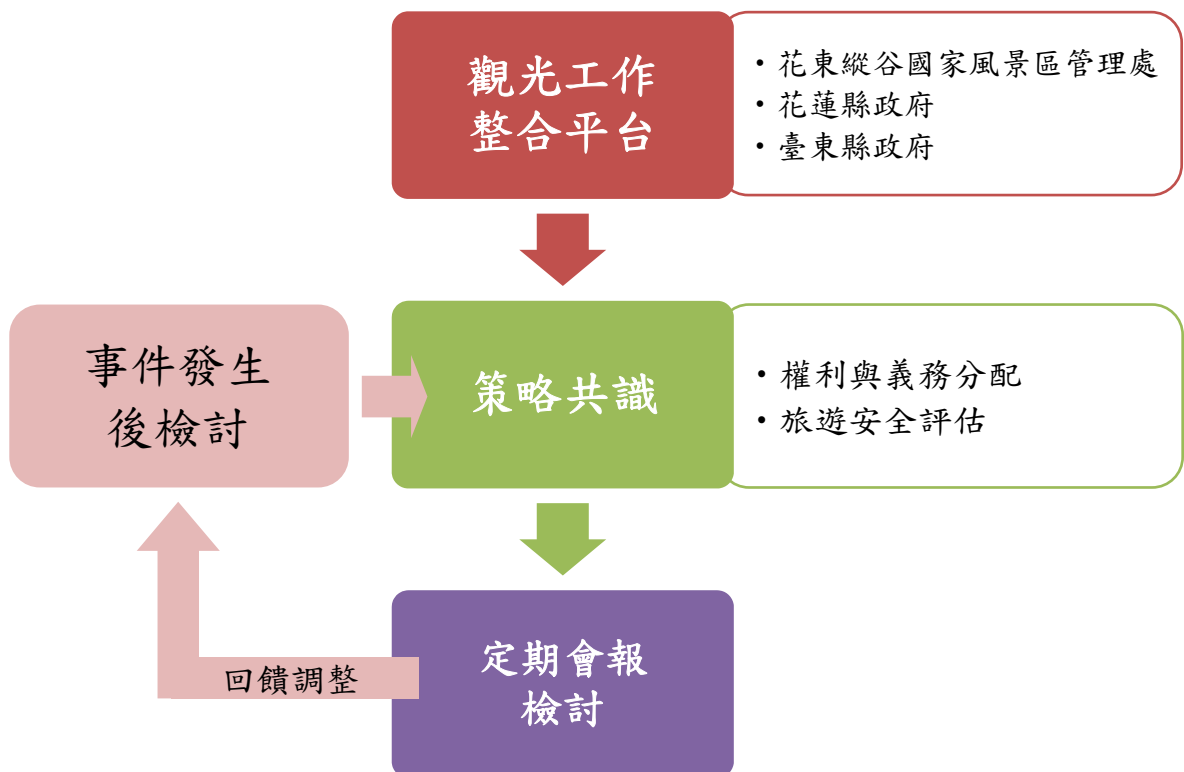 觀光工作
整合平台
・花東縱谷國家風景區管理處
・花蓮縣政府
・臺東縣政府
事件發生
後檢討
策略共識
・權利與義務分配
・旅遊安全評估
回饋調整
定期會報
檢討